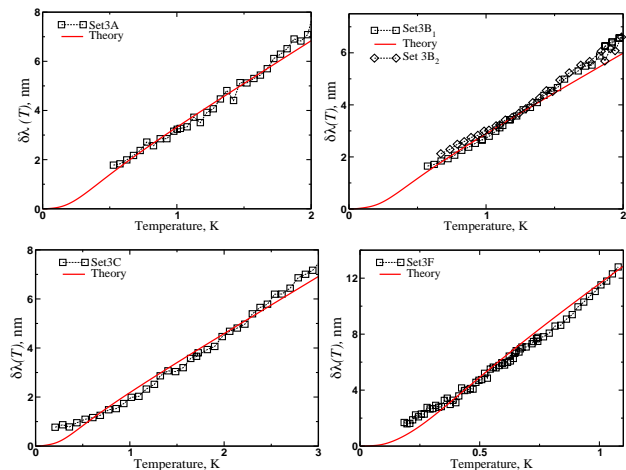 Set3A
Theory
8
6
4
2
0
0
1
2
δλ(T), nm
Temperature, K
Set3B1
Theory
Set 3B2
6
4
2
0
0
1
2
δλ(T), nm
Temperature, K
Set3C
Theory
8
6
4
2
0
0
1
2
3
δλ(T), nm
Temperature, K
Set3F
Theory
12
8
4
0
0
0.5
1
δλ(T), nm
Temperature, K